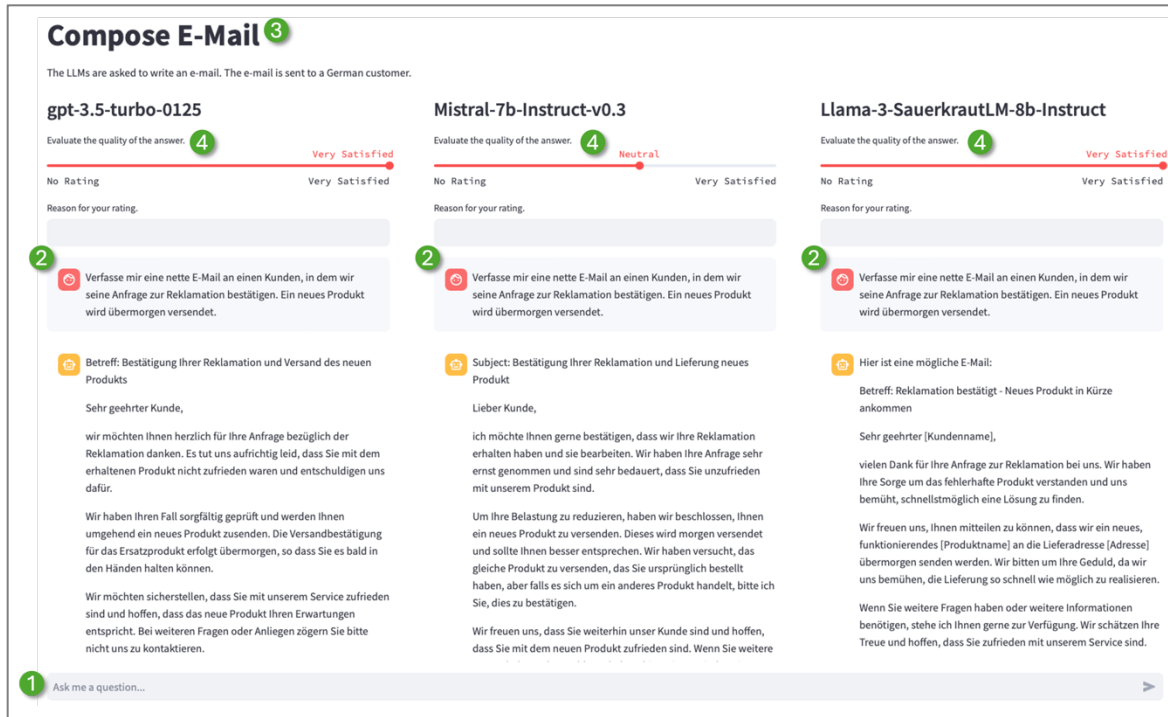 Compose E-Mail 3
The LLMs are asked to write an e-mail. The e-mail is sent to a German customer.
gpt-3.5-turbo-0125
Evaluate the quality of the answer. 4
Very Satisfied
No Rating Very Satisfied
Reason for your rating.
2
Verfasse mir eine nette E-Mail an einen Kunden, in dem wir
seine Anfrage zur Reklamation bestätigen. Ein neues Produkt
wird übermorgen versendet.
Betreff: Bestätigung Ihrer Reklamation und Versand des neuen
Produkts
Sehr geehrter Kunde,
wir möchten Ihnen herzlich für Ihre Anfrage bezüglich der
Reklamation danken. Es tut uns aufrichtig leid, dass Sie mit dem
erhaltenen Produkt nicht zufrieden waren und entschuldigen uns
dafür.
Wir haben Ihren Fall sorgfältig geprüft und werden Ihnen
umgehend ein neues Produkt zusenden. Die Versandbestätigung
für das Ersatzprodukt erfolgt übermorgen, so dass Sie es bald in
den Händen halten können.
Wir möchten sicherstellen, dass Sie mit unserem Service zufrieden
sind und hoffen, dass das neue Produkt Ihren Erwartungen
entspricht. Bei weiteren Fragen oder Anliegen zögern Sie bitte
nicht uns zu kontaktieren.
Mistral-7b-Instruct-v0.3
Evaluate the quality of the answer. 4
Neutral
No Rating Very Satisfied
Reason for your rating.
2
Verfasse mir eine nette E-Mail an einen Kunden, in dem wir
seine Anfrage zur Reklamation bestätigen. Ein neues Produkt
wird übermorgen versendet.
Subject: Bestätigung Ihrer Reklamation und Lieferung neues
Produkt
Lieber Kunde,
ich möchte Ihnen gerne bestätigen, dass wir Ihre Reklamation
erhalten haben und sie bearbeiten. Wir haben Ihre Anfrage sehr
ernst genommen und sind sehr bedauert, dass Sie unzufrieden
mit unserem Produkt sind.
Um Ihre Belastung zu reduzieren, haben wir beschlossen, Ihnen
ein neues Produkt zu versenden. Dieses wird morgen versendet
und sollte Ihnen besser entsprechen. Wir haben versucht, das
gleiche Produkt zu versenden, das Sie ursprünglich bestellt
haben, aber falls es sich um ein anderes Produkt handelt, bitte ich
Sie, dies zu bestätigen.
Wir freuen uns, dass Sie weiterhin unser Kunde sind und hoffen,
dass Sie mit dem neuen Produkt zufrieden sind. Wenn Sie weitere
Llama-3-SauerkrautLM-8b-Instruct
Evaluate the quality of the answer. 4
Very Satisfied
No Rating Very Satisfied
Reason for your rating.
2
Verfasse mir eine nette E-Mail an einen Kunden, in dem wir
seine Anfrage zur Reklamation bestätigen. Ein neues Produkt
wird übermorgen versendet.
Hier ist eine mögliche E-Mail:
Betreff: Reklamation bestätigt - Neues Produkt in Kürze
ankommen
Sehr geehrter [Kundenname],
vielen Dank für Ihre Anfrage zur Reklamation bei uns. Wir haben
Ihre Sorge um das fehlerhafte Produkt verstanden und uns
bemüht, schnellstmöglich eine Lösung zu finden.
Wir freuen uns, Ihnen mitteilen zu können, dass wir ein neues,
funktionierendes [Produktname] an die Lieferadresse [Adresse]
übermorgen senden werden. Wir bitten um Ihre Geduld, da wir
uns bemühen, die Lieferung so schnell wie möglich zu realisieren.
Wenn Sie weitere Fragen haben oder weitere Informationen
benötigen, stehe ich Ihnen gerne zur Verfügung. Wir schätzen Ihre
Treue und hoffen, dass Sie zufrieden mit unserem Service sind.
1 Ask me a question...